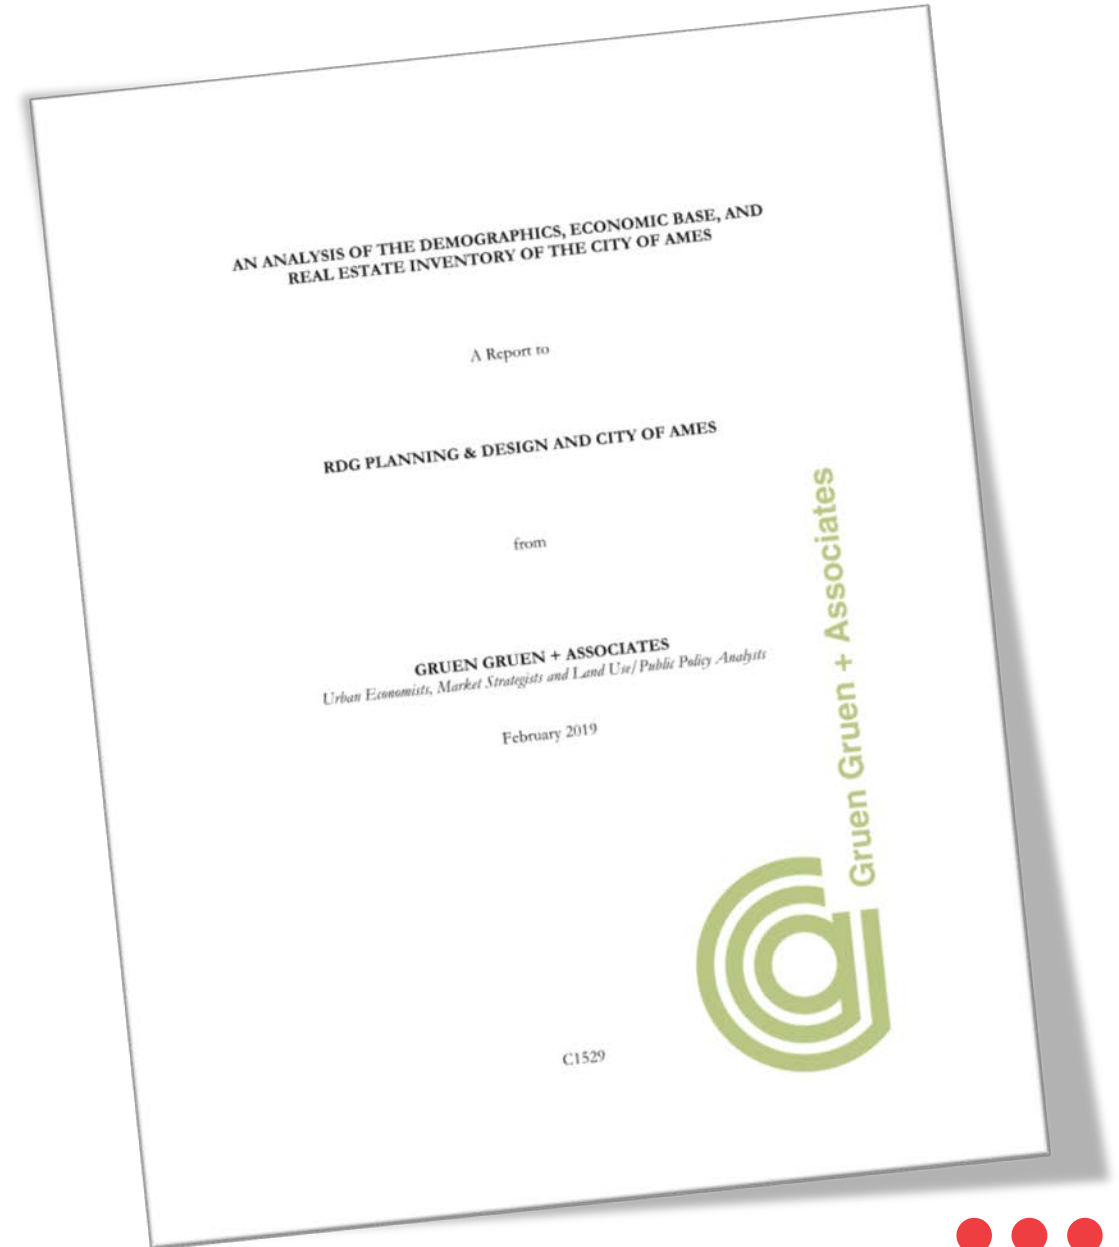 AN ANALYSIS OF THE DEMOGRAPHICS, ECONOMIC BASE, AND
REAL ESTATE INVENTORY OF THE CITY OF AMES
A Report to
RDG PLANNING & DESIGN AND CITY OF AMES
from
GRUEN GRUEN + ASSOCIATES
Urban Economists, Market Strategists and Land Use/Public Policy Analysts
February 2019
Gruen Gruen + Associates
C1529